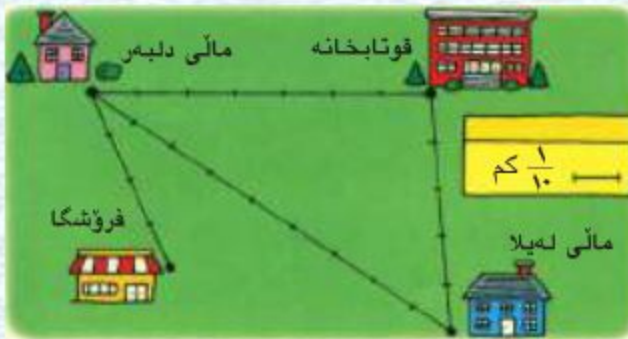 ماڵی دلبەر
قوتابخانە
١/١٠ کم
فرۆشگا
ماڵی لەیلا